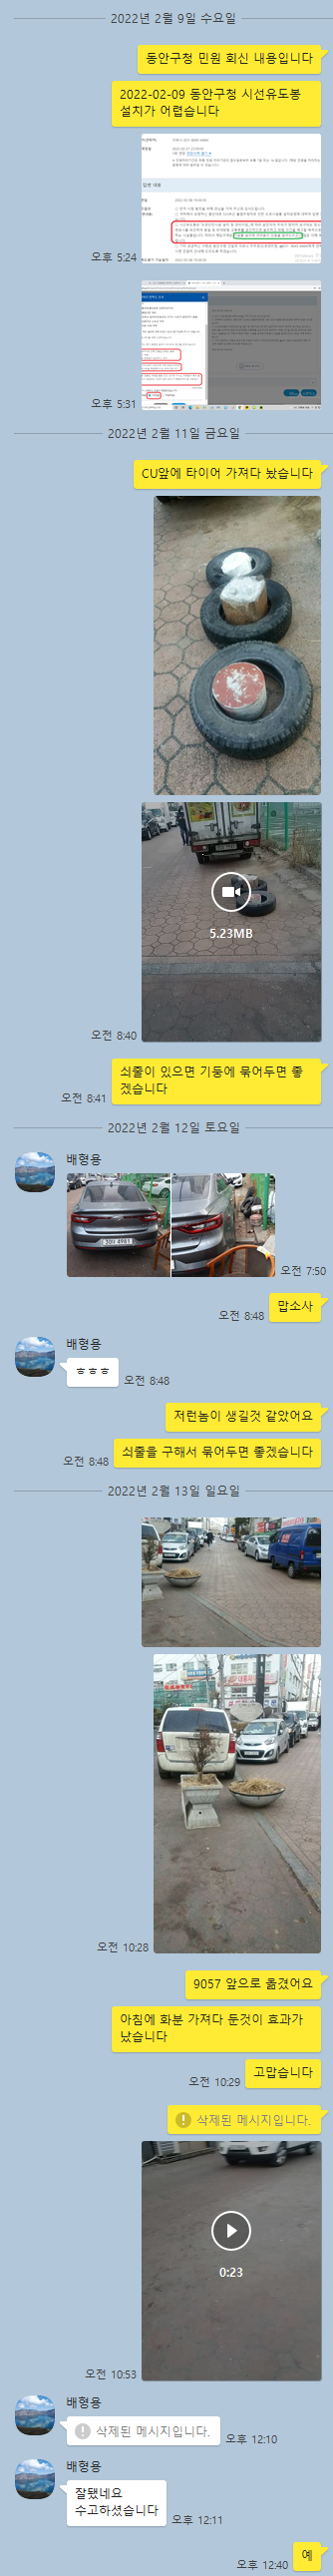 2022년 2월 9일 수요일
동안구청 민원 회신 내용입니다
2022-02-09 동안구청 시선유도봉
설치가 어렵습니다
오후 5:24
오후 5:31
2022년 2월 11일 금요일
CU앞에 타이어 가져다 놨습니다
5.23MB
오전 8:40
쇠줄이 있으면 기둥에 묶어두면 좋
겠습니다
오전 8:41
2022년 2월 12일 토요일
배형용
오전 7:50
맙소사
오전 8:48
배형용
ㅎㅎㅎ
오전 8:48
저런놈이 생길것 같았어요
쇠줄을 구해서 묶어두면 좋겠습니다
오전 8:48
2022년 2월 13일 일요일
오전 10:28
9057 앞으로 옮겼어요
아침에 화분 가져다 둔것이 효과가
났습니다
고맙습니다
오전 10:29
삭제된 메시지입니다.
0:23
오전 10:53
배형용
삭제된 메시지입니다.
오후 12:10
배형용
잘됐네요
수고하셨습니다
오후 12:11
예
오후 12:40